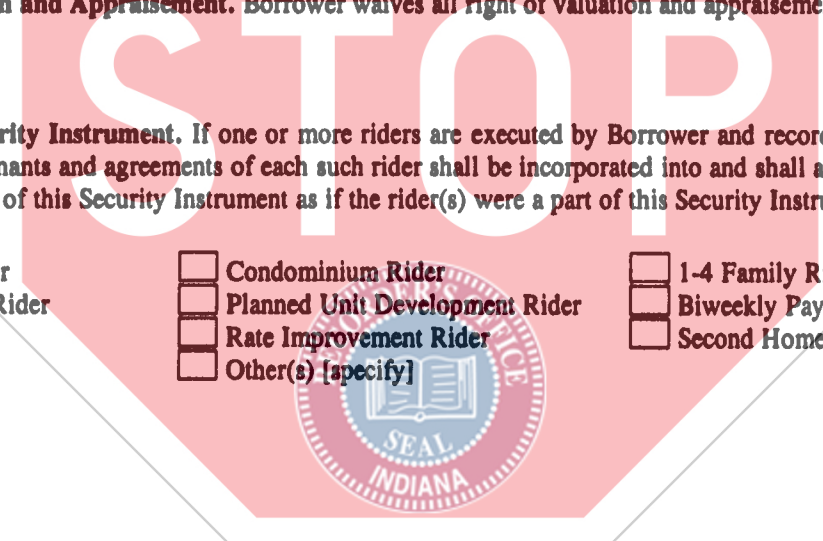 STOP
n and Appraisement. Borrower waives all right of valuation and appraiseme
rity Instrument. If one or more riders are executed by Borrower and recor
nants and agreements of each such rider shall be incorporated into and shall a
of this Security Instrument as if the rider(s) were a part of this Security Instru
r Condominium Rider 1-4 Family R
Rider Planned Unit Development Rider Biweekly Pay
Rate Improvement Rider Second Home
Other(s) [specify]
RECORDER'S OFFICE
SEAL
INDIANA